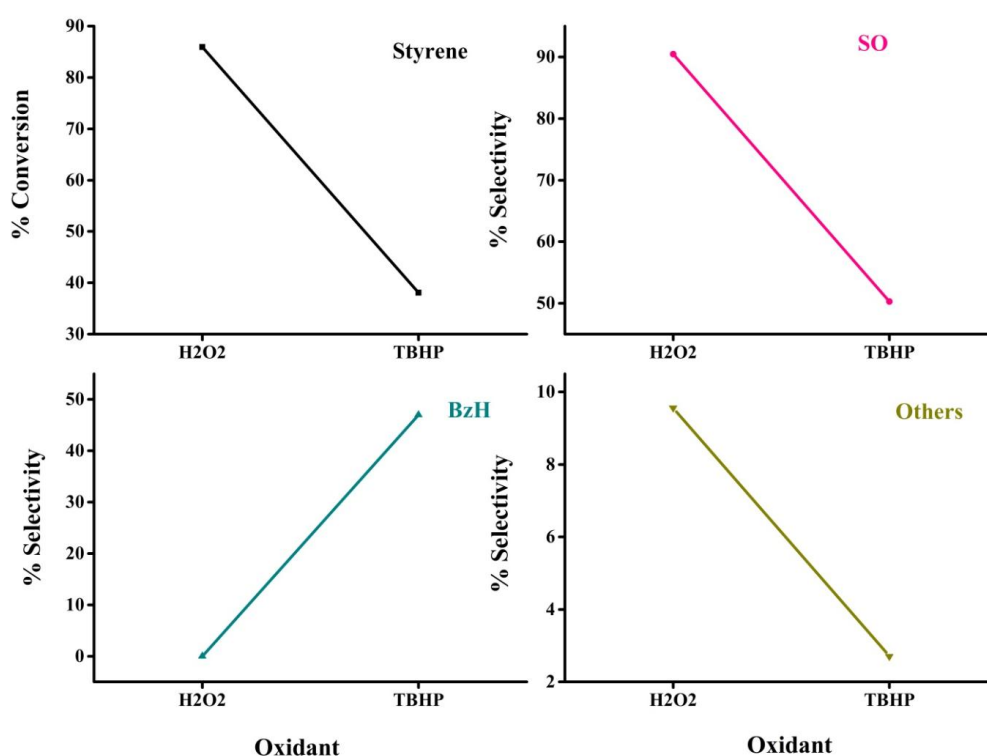 Styrene
% Conversion
90
80
70
60
50
40
30
H2O2 TBHP
SO
% Selectivity
90
80
70
60
50
H2O2 TBHP
BzH
% Selectivity
50
40
30
20
10
0
H2O2 TBHP
Oxidant
Others
% Selectivity
10
8
6
4
2
H2O2 TBHP
Oxidant